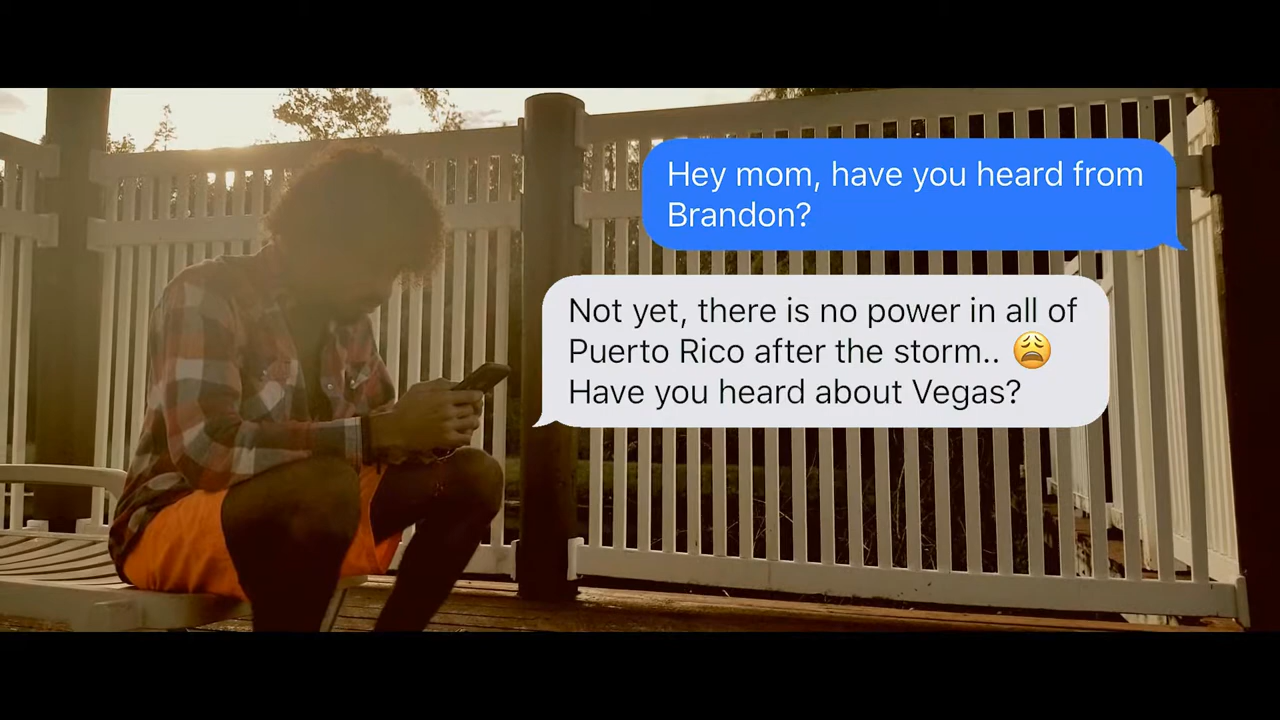 Hey mom, have you heard from
Brandon?
Not yet, there is no power in all of
Puerto Rico after the storm.. 😩
Have you heard about Vegas?